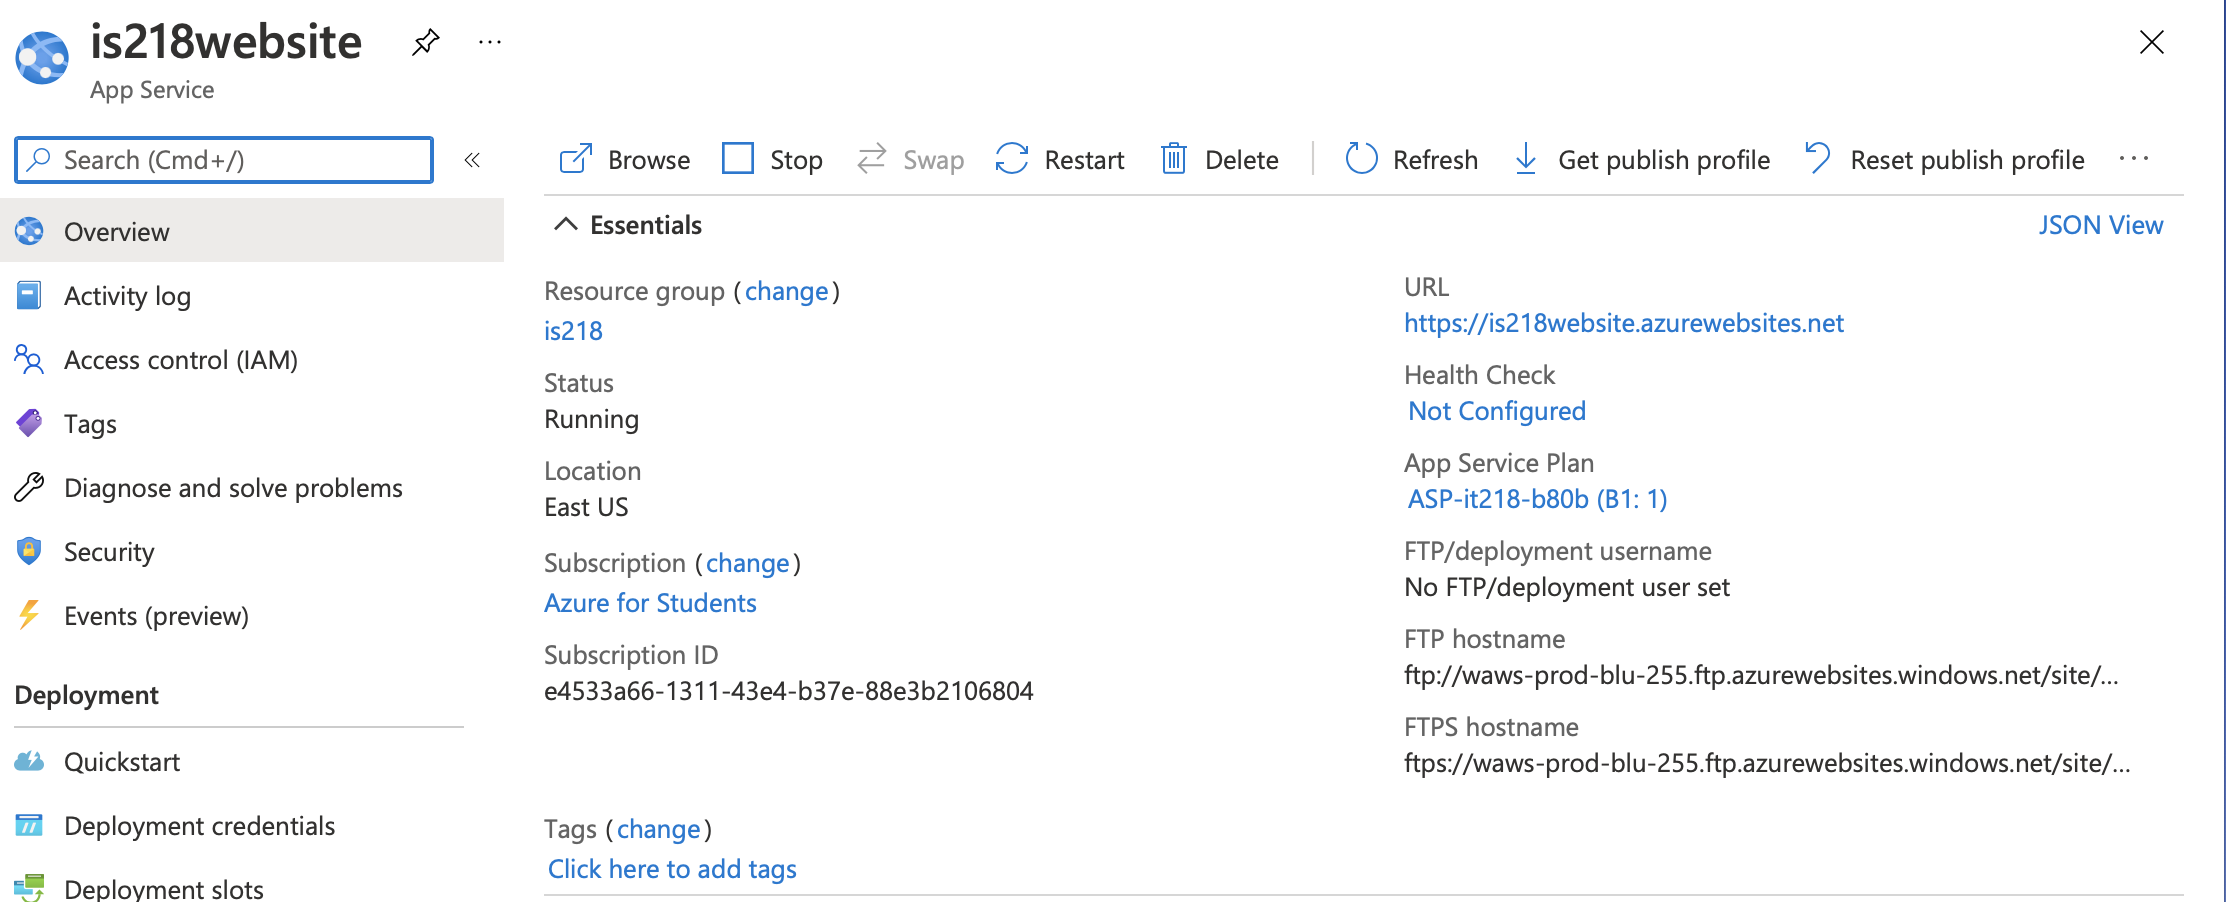 is218website
...
App Service
Search (Cmd+/)
«
Overview
Activity log
Access control (IAM)
Tags
Diagnose and solve problems
Security
Events (preview)
Deployment
Quickstart
Deployment credentials
Deployment slots
Browse Stop Swap Restart Delete Refresh Get publish profile Reset publish profile ...
Essentials
JSON View
Resource group (change)
is218
Status
Running
Location
East US
Subscription (change)
Azure for Students
Subscription ID
e4533a66-1311-43e4-b37e-88e3b2106804
URL
https://is218website.azurewebsites.net
Health Check
Not Configured
App Service Plan
ASP-it218-b80b (B1: 1)
FTP/deployment username
No FTP/deployment user set
FTP hostname
ftp://waws-prod-blu-255.ftp.azurewebsites.windows.net/site/...
FTPS hostname
ftps://waws-prod-blu-255.ftp.azurewebsites.windows.net/site/...
Tags (change)
Click here to add tags